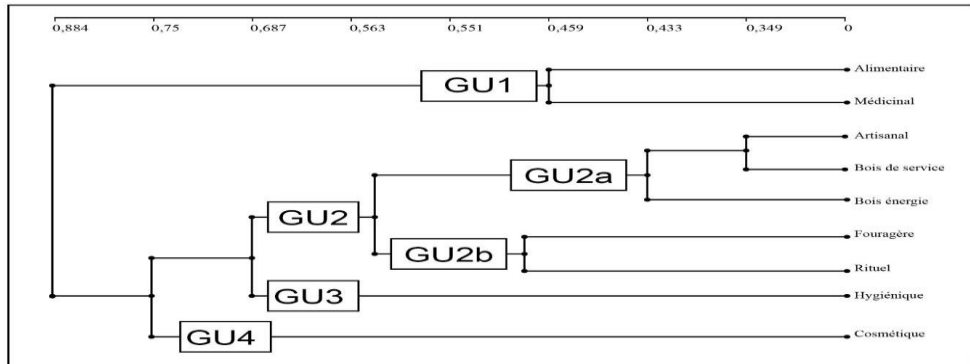 0,884 0,75 0,687 0,563 0,551 0,459 0,433 0,349 0
Alimentaire
GU1
Médicinal
Artisanal
Bois de service
GU2a
Bois énergie
GU2
Fouragère
GU2b
Rituel
GU3
Hygiénique
GU4
Cosmétique